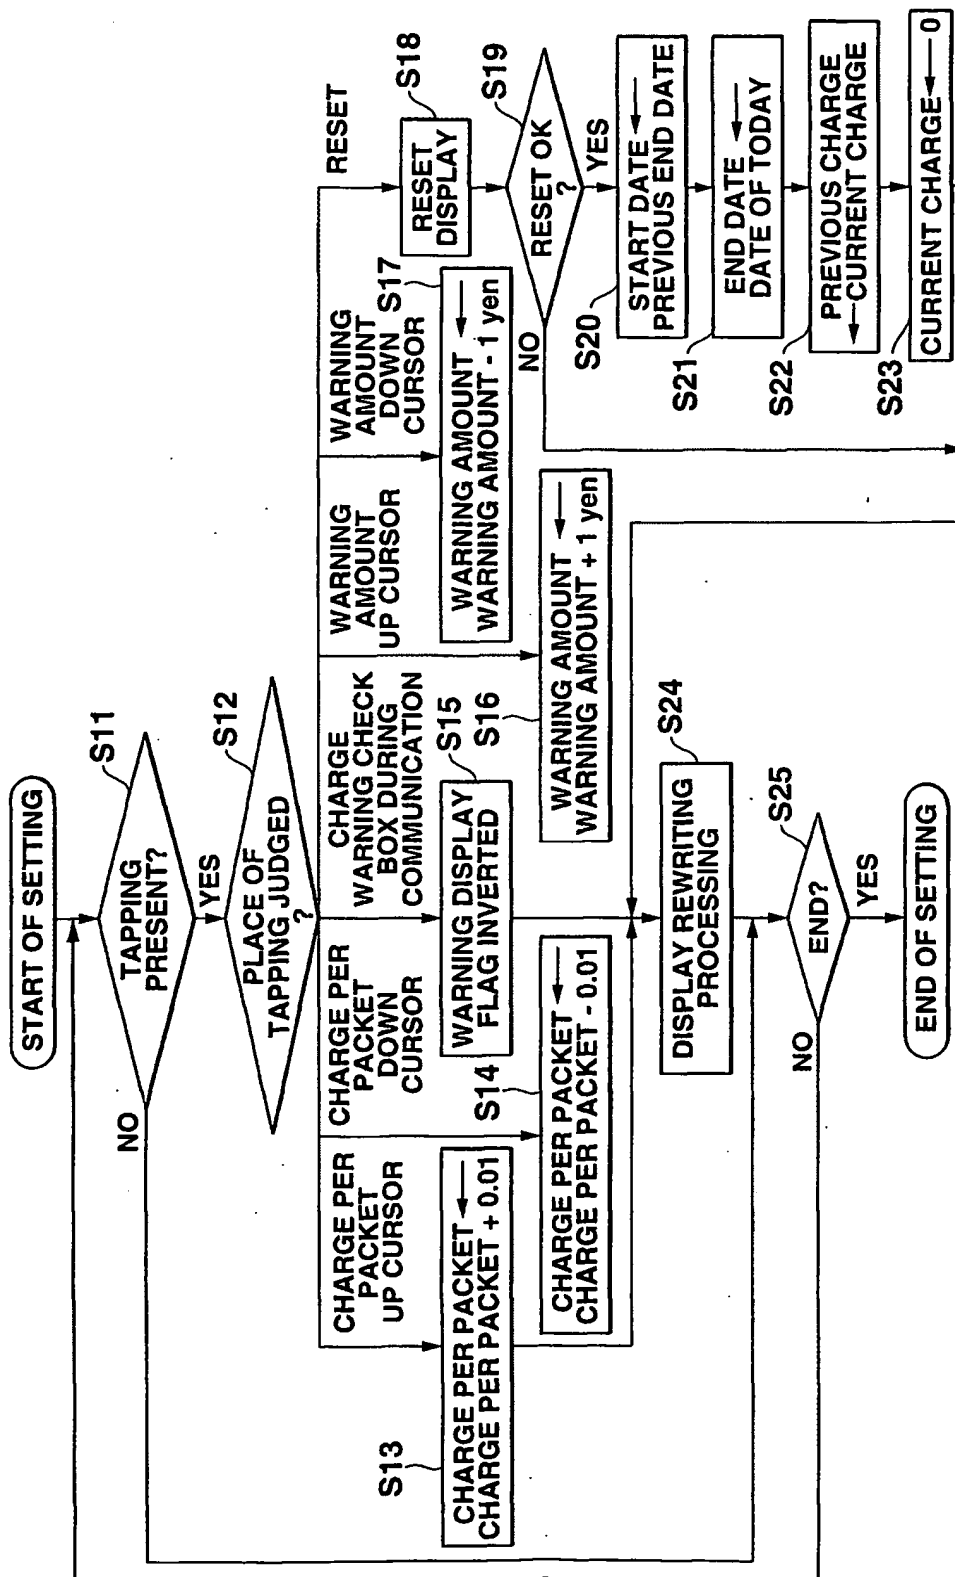 START OF SETTING
S11
TAPPING
PRESENT?
NO
YES
S12
PLACE OF
TAPPING JUDGED
?
CHARGE PER
PACKET
UP CURSOR
CHARGE PER
PACKET
DOWN
CURSOR
CHARGE
WARNING CHECK
BOX DURING
COMMUNICATION
WARNING
AMOUNT
UP CURSOR
WARNING
AMOUNT
DOWN
CURSOR
RESET
S13
CHARGE PER PACKET ←
CHARGE PER PACKET + 0.01
S14
CHARGE PER PACKET ←
CHARGE PER PACKET - 0.01
S15
WARNING DISPLAY
FLAG INVERTED
S16
WARNING AMOUNT ←
WARNING AMOUNT + 1 yen
S17
WARNING AMOUNT ←
WARNING AMOUNT - 1 yen
S18
RESET
DISPLAY
S19
RESET OK
?
NO
YES
S20
START DATE ←
PREVIOUS END DATE
S21
END DATE ←
DATE OF TODAY
S22
PREVIOUS CHARGE
← CURRENT CHARGE
S23
CURRENT CHARGE ← 0
S24
DISPLAY REWRITING
PROCESSING
S25
END?
NO
YES
END OF SETTING